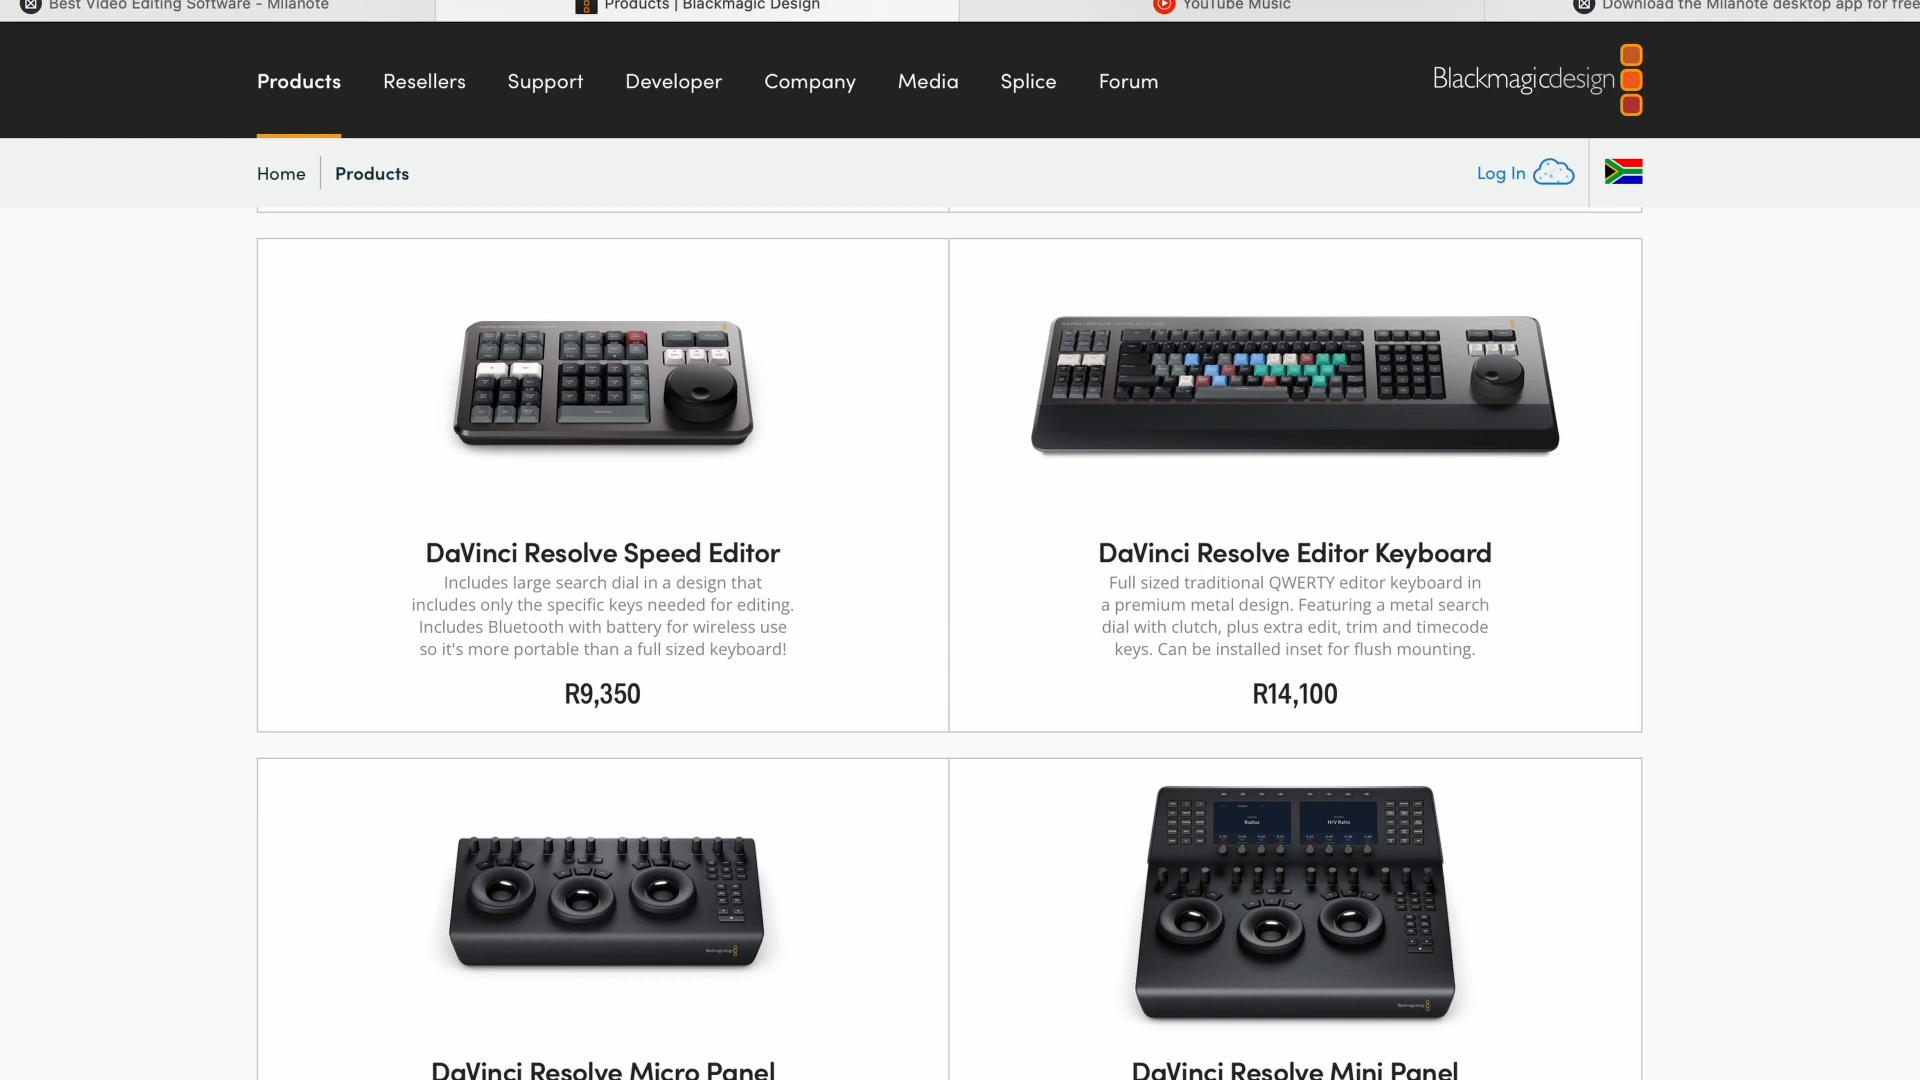 Best Video Editing Software - Milanote
Products | Blackmagic Design
YouTube Music
Download the Milanote desktop app for free
Products
Resellers
Support
Developer
Company
Media
Splice
Forum
Blackmagicdesign
Home
Products
Log In
DaVinci Resolve Speed Editor
Includes large search dial in a design that
includes only the specific keys needed for editing.
Includes Bluetooth with battery for wireless use
so it's more portable than a full sized keyboard!
R9,350
DaVinci Resolve Editor Keyboard
Full sized traditional QWERTY editor keyboard in
a premium metal design. Featuring a metal search
dial with clutch, plus extra edit, trim and timecode
keys. Can be installed inset for flush mounting.
R14,100
Radius
H/V Ratio
DaVinci Resolve Micro Panel
DaVinci Resolve Mini Panel